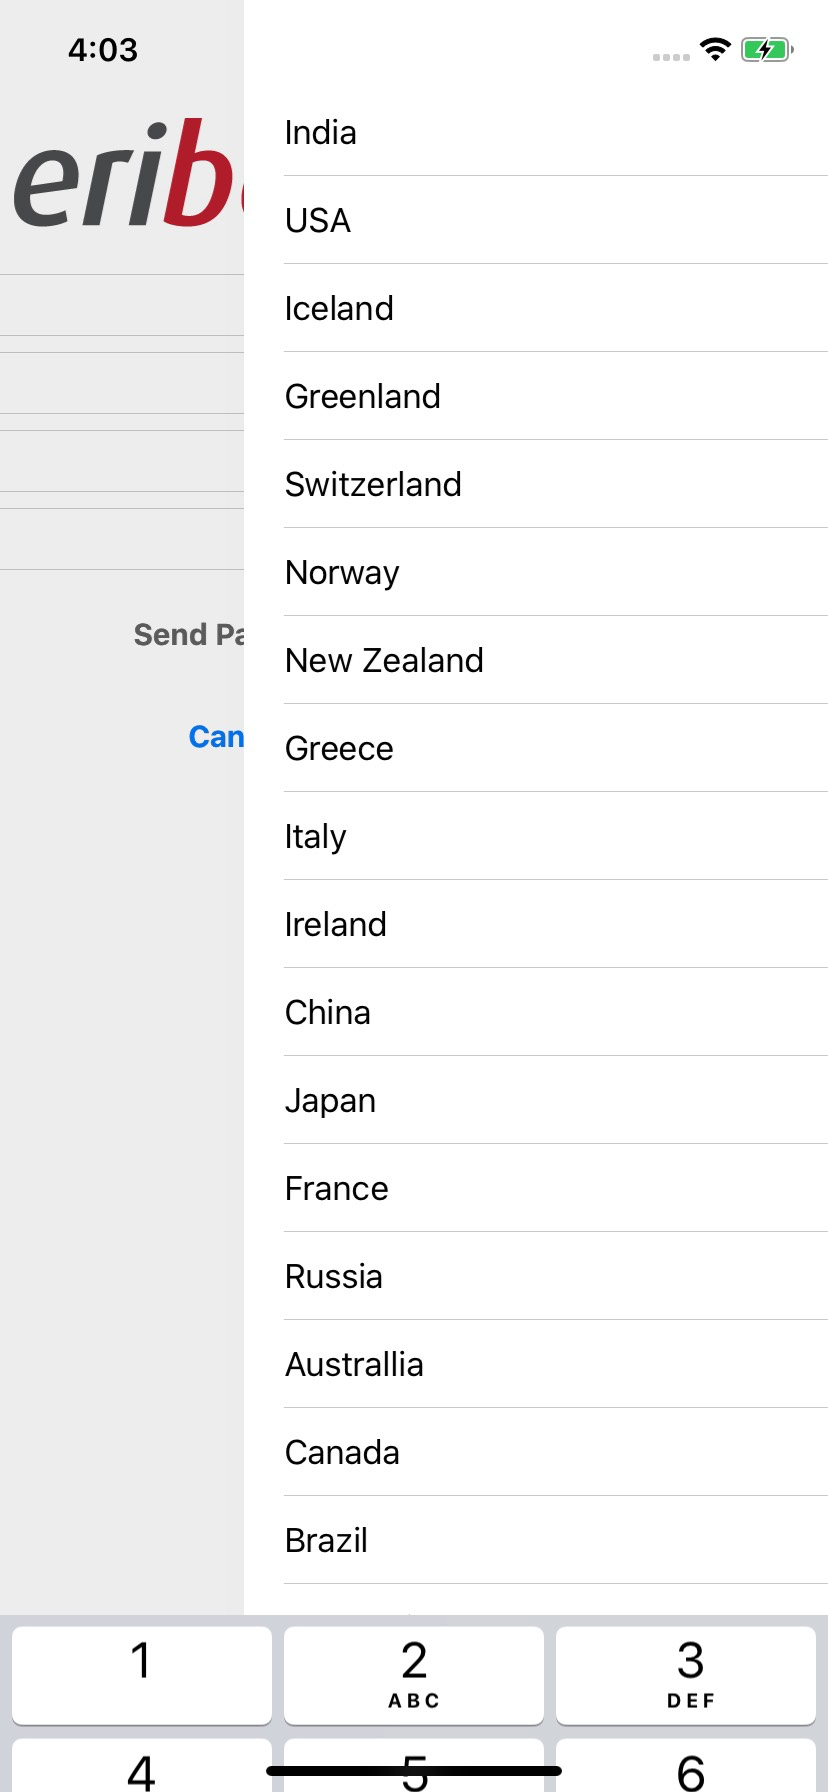 4:03
erib
Send Pa
Can
India
USA
Iceland
Greenland
Switzerland
Norway
New Zealand
Greece
Italy
Ireland
China
Japan
France
Russia
Australlia
Canada
Brazil
1
2
3
ABC
DEF
4
5
6